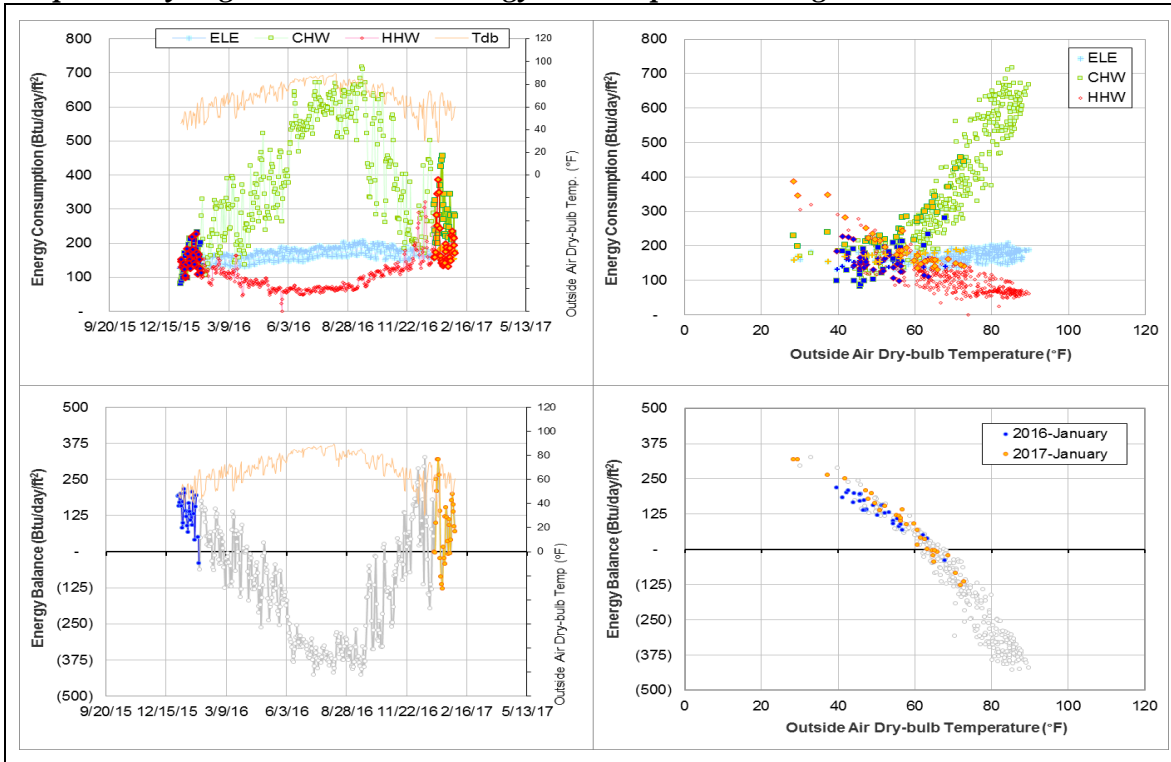 ELE CHW HHW Tdb
Energy Consumption (Btu/day/ft²)
800
700
600
500
400
300
200
100
-
120
100
80
60
40
20
0
Outside Air Dry-bulb Temp. (°F)
9/20/15 12/15/15 3/9/16 6/3/16 8/28/16 11/22/16 2/16/17 5/13/17
ELE
CHW
HHW
Energy Consumption (Btu/day/ft²)
800
700
600
500
400
300
200
100
-
0 20 40 60 80 100 120
Outside Air Dry-bulb Temperature (°F)
Energy Balance (Btu/day/ft²)
500
375
250
125
-
(125)
(250)
(375)
(500)
120
100
80
60
40
20
0
Outside Air Dry-bulb Temp (°F)
9/20/15 12/15/15 3/9/16 6/3/16 8/28/16 11/22/16 2/16/17 5/13/17
2016-January
2017-January
Energy Balance (Btu/day/ft²)
500
375
250
125
-
(125)
(250)
(375)
(500)
0 20 40 60 80 100 120
Outside Air Dry-bulb Temperature (°F)